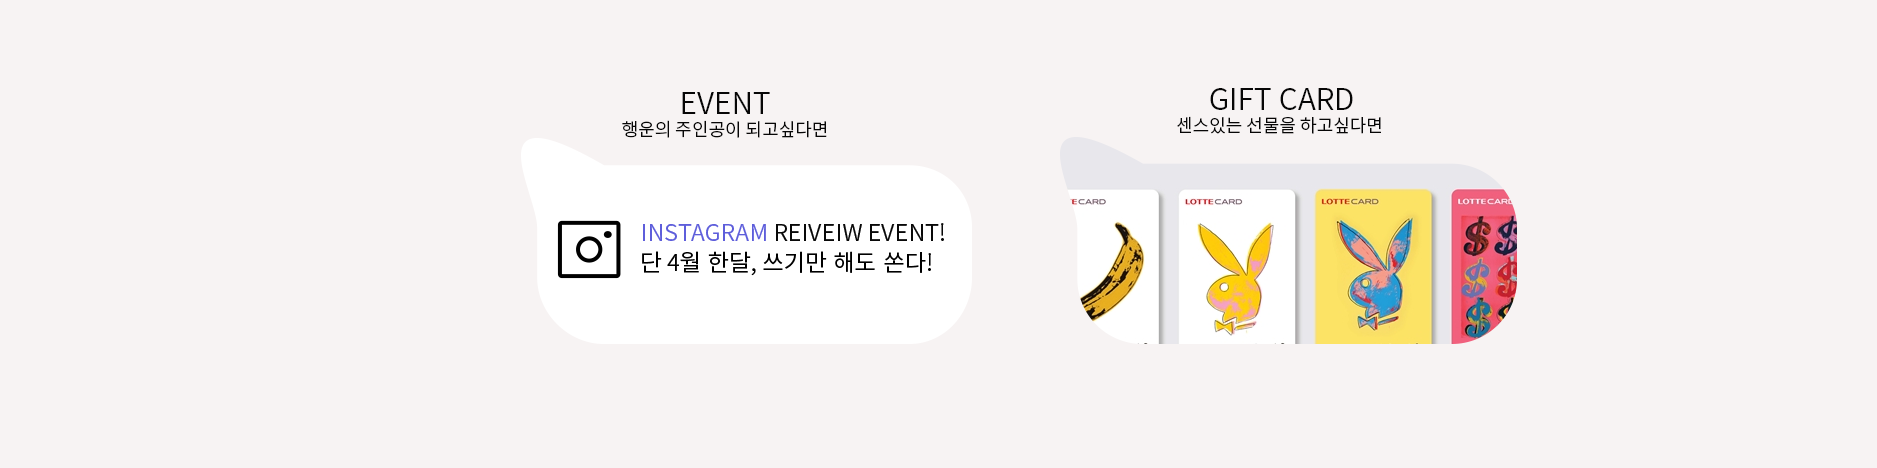 EVENT
행운의 주인공이 되고싶다면
INSTAGRAM REIVEIW EVENT!
단 4월 한달, 쓰기만 해도 쏜다!
GIFT CARD
센스있는 선물을 하고싶다면
E CARD
LOTTE CARD
LOTTE CARD
LOTTE CARD